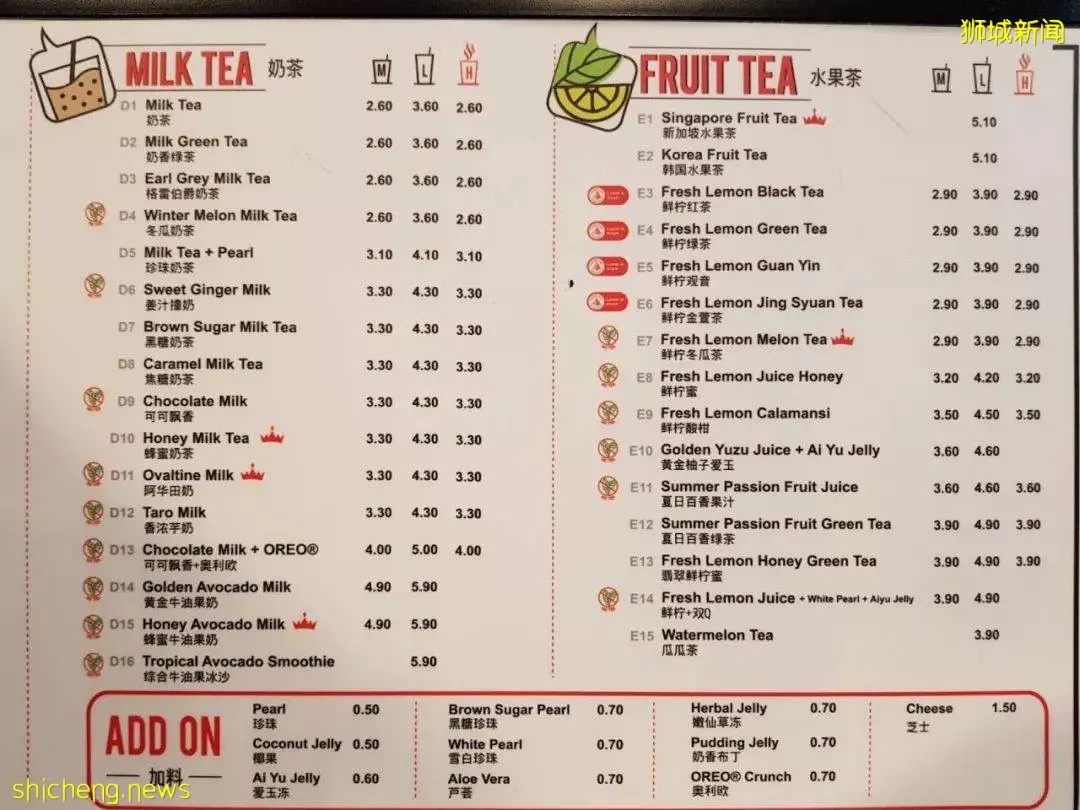 狮城新闻
MILK TEA 奶茶 M L H
D1 Milk Tea 2.60 3.60 2.60
奶茶
D2 Milk Green Tea 2.60 3.60 2.60
奶香绿茶
D3 Earl Grey Milk Tea 2.60 3.60 2.60
格雷伯爵奶茶
D4 Winter Melon Milk Tea 2.60 3.60 2.60
冬瓜奶茶
D5 Milk Tea + Pearl 3.10 4.10 3.10
珍珠奶茶
D6 Sweet Ginger Milk 3.30 4.30 3.30
姜汁撞奶
D7 Brown Sugar Milk Tea 3.30 4.30 3.30
黑糖奶茶
D8 Caramel Milk Tea 3.30 4.30 3.30
焦糖奶茶
D9 Chocolate Milk 3.30 4.30 3.30
可可飘香
D10 Honey Milk Tea 3.30 4.30 3.30
蜂蜜奶茶
D11 Ovaltine Milk 3.30 4.30 3.30
阿华田奶
D12 Taro Milk 3.30 4.30 3.30
香浓芋奶
D13 Chocolate Milk + OREO® 4.00 5.00 4.00
可可飘香+奥利欧
D14 Golden Avocado Milk 4.90 5.90
黄金牛油果奶
D15 Honey Avocado Milk 4.90 5.90
蜂蜜牛油果奶
D16 Tropical Avocado Smoothie 5.90
综合牛油果冰沙
FRUIT TEA 水果茶 M L H
E1 Singapore Fruit Tea 5.10
新加坡水果茶
E2 Korea Fruit Tea 5.10
韩国水果茶
E3 Fresh Lemon Black Tea 2.90 3.90 2.90
鲜柠红茶
E4 Fresh Lemon Green Tea 2.90 3.90 2.90
鲜柠绿茶
E5 Fresh Lemon Guan Yin 2.90 3.90 2.90
鲜柠观音
E6 Fresh Lemon Jing Syuan Tea 2.90 3.90 2.90
鲜柠金萱茶
E7 Fresh Lemon Melon Tea 2.90 3.90 2.90
鲜柠冬瓜茶
E8 Fresh Lemon Juice Honey 3.20 4.20 3.20
鲜柠蜜
E9 Fresh Lemon Calamansi 3.50 4.50 3.50
鲜柠酸柑
E10 Golden Yuzu Juice + Ai Yu Jelly 3.60 4.60
黄金柚子爱玉
E11 Summer Passion Fruit Juice 3.60 4.60 3.60
夏日百香果汁
E12 Summer Passion Fruit Green Tea 3.90 4.90 3.90
夏日百香绿茶
E13 Fresh Lemon Honey Green Tea 3.90 4.90 3.90
翡翠鲜柠蜜
E14 Fresh Lemon Juice + White Pearl + Aiyu Jelly 3.90 4.90
鲜柠+双Q
E15 Watermelon Tea 3.90
瓜瓜茶
ADD ON
加料
Pearl 0.50
珍珠
Coconut Jelly 0.50
椰果
Ai Yu Jelly 0.60
爱玉冻
Brown Sugar Pearl 0.70
黑糖珍珠
White Pearl 0.70
雪白珍珠
Aloe Vera 0.70
芦荟
Herbal Jelly 0.70
嫩仙草冻
Pudding Jelly 0.70
奶香布丁
OREO® Crunch 0.70
奥利欧
Cheese 1.50
芝士
shicheng.news